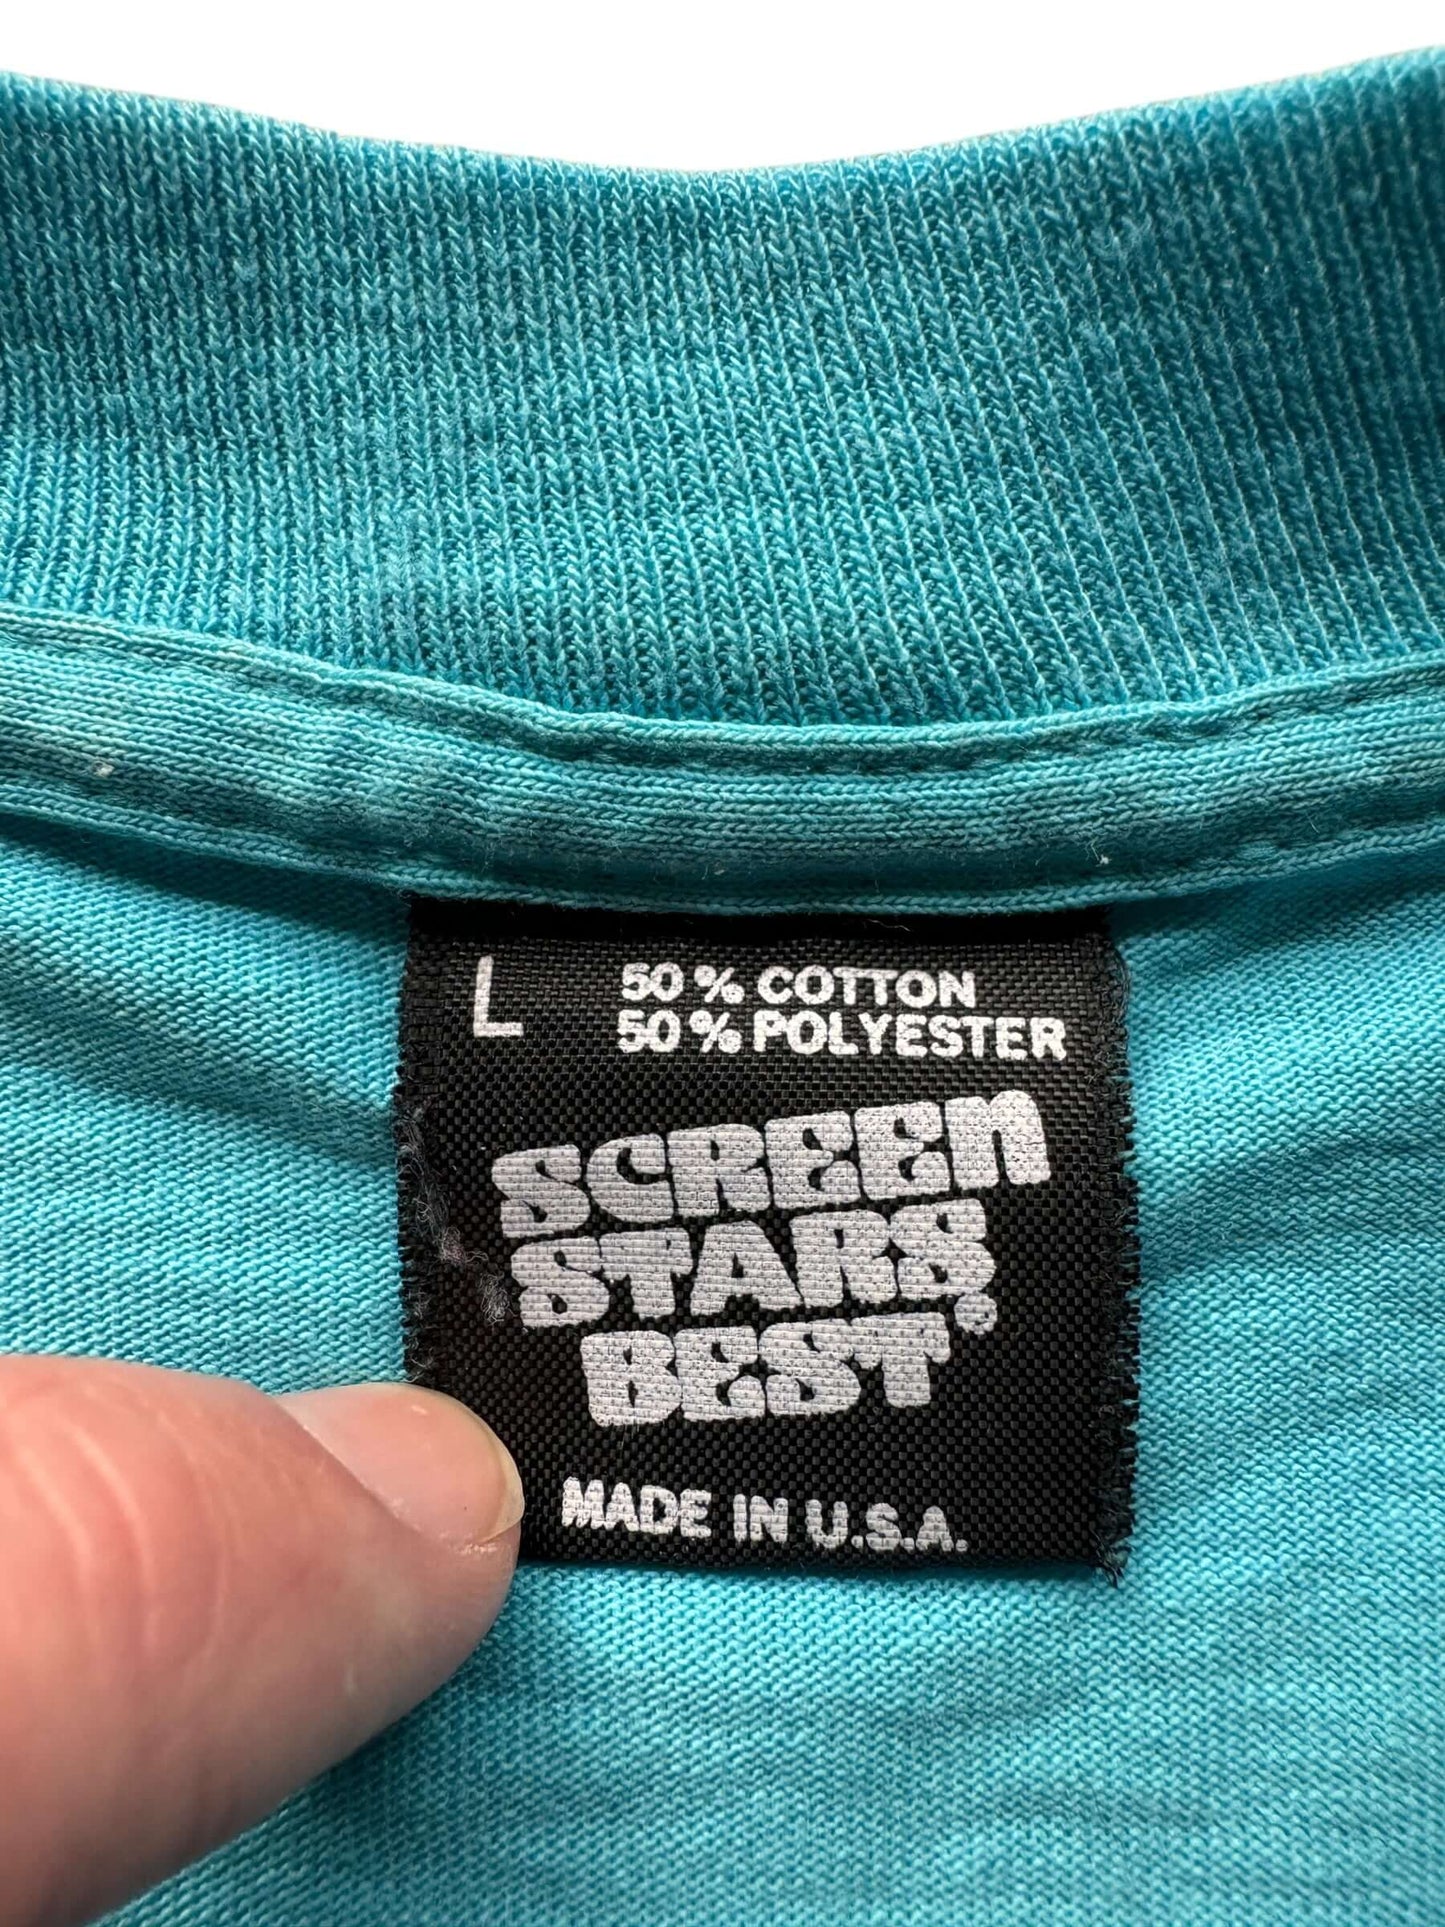 L
50% COTTON
50% POLYESTER
SCREEN
STARS®
BEST
MADE IN U.S.A.